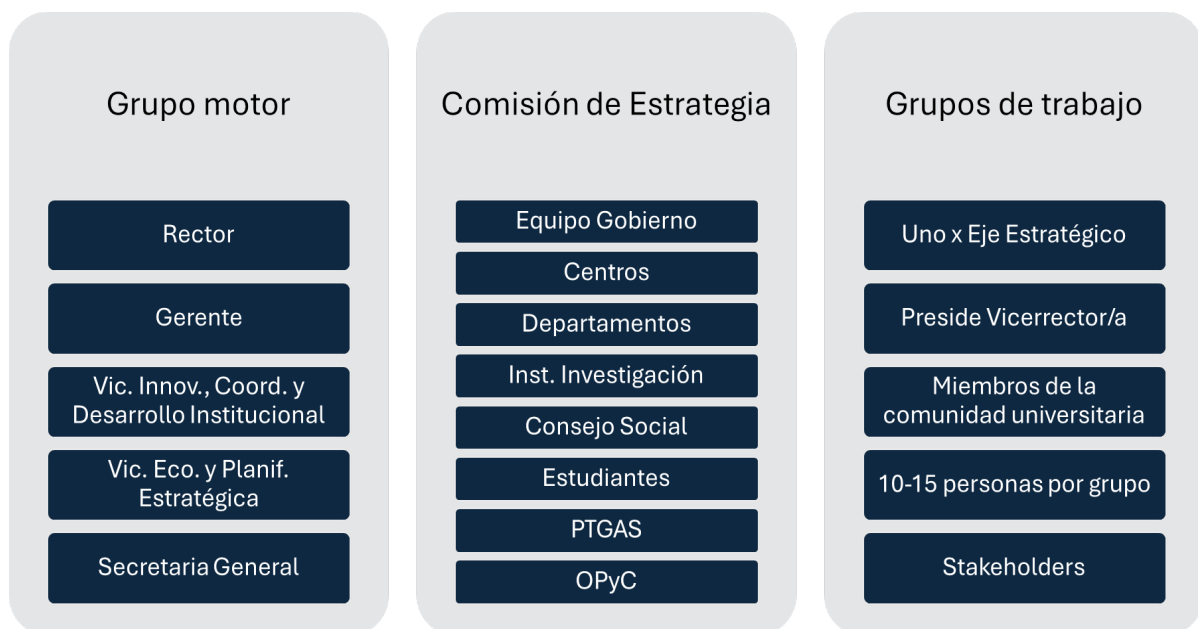 Grupo motor
Rector
Gerente
Vic. Innov., Coord. y
Desarrollo Institucional
Vic. Eco. y Planif.
Estratégica
Secretaria General
Comisión de Estrategia
Equipo Gobierno
Centros
Departamentos
Inst. Investigación
Consejo Social
Estudiantes
PTGAS
OPyC
Grupos de trabajo
Uno x Eje Estratégico
Preside Vicerrector/a
Miembros de la
comunidad universitaria
10-15 personas por grupo
Stakeholders